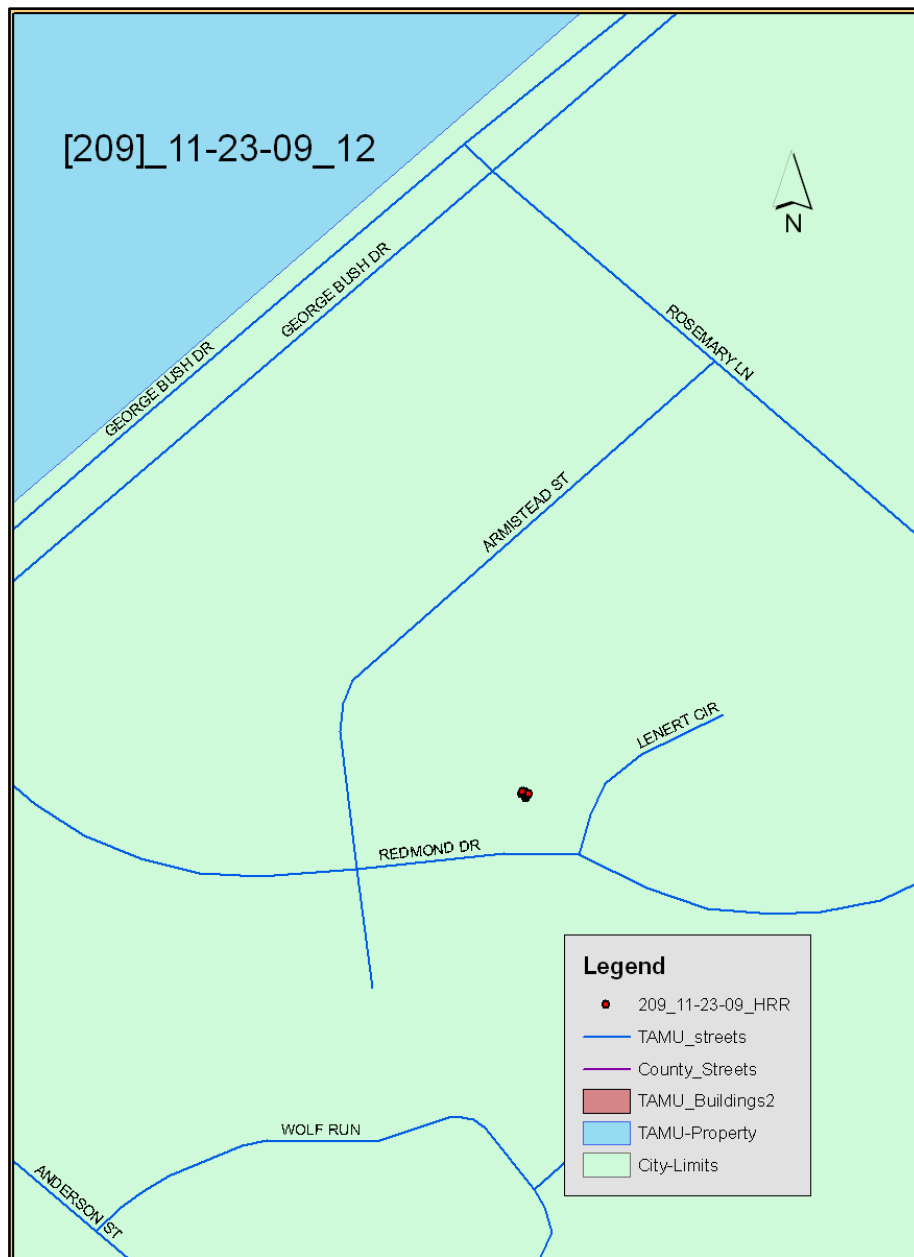 [209]_11-23-09_12
N
GEORGE BUSH DR
GEORGE BUSH DR
ROSEMARY LN
ARMISTEAD ST
LENERT CIR
REDMOND DR
Legend
209_11-23-09_HRR
TAMU_streets
County_Streets
TAMU_Buildings2
TAMU-Property
City-Limits
WOLF RUN
ANDERSON ST